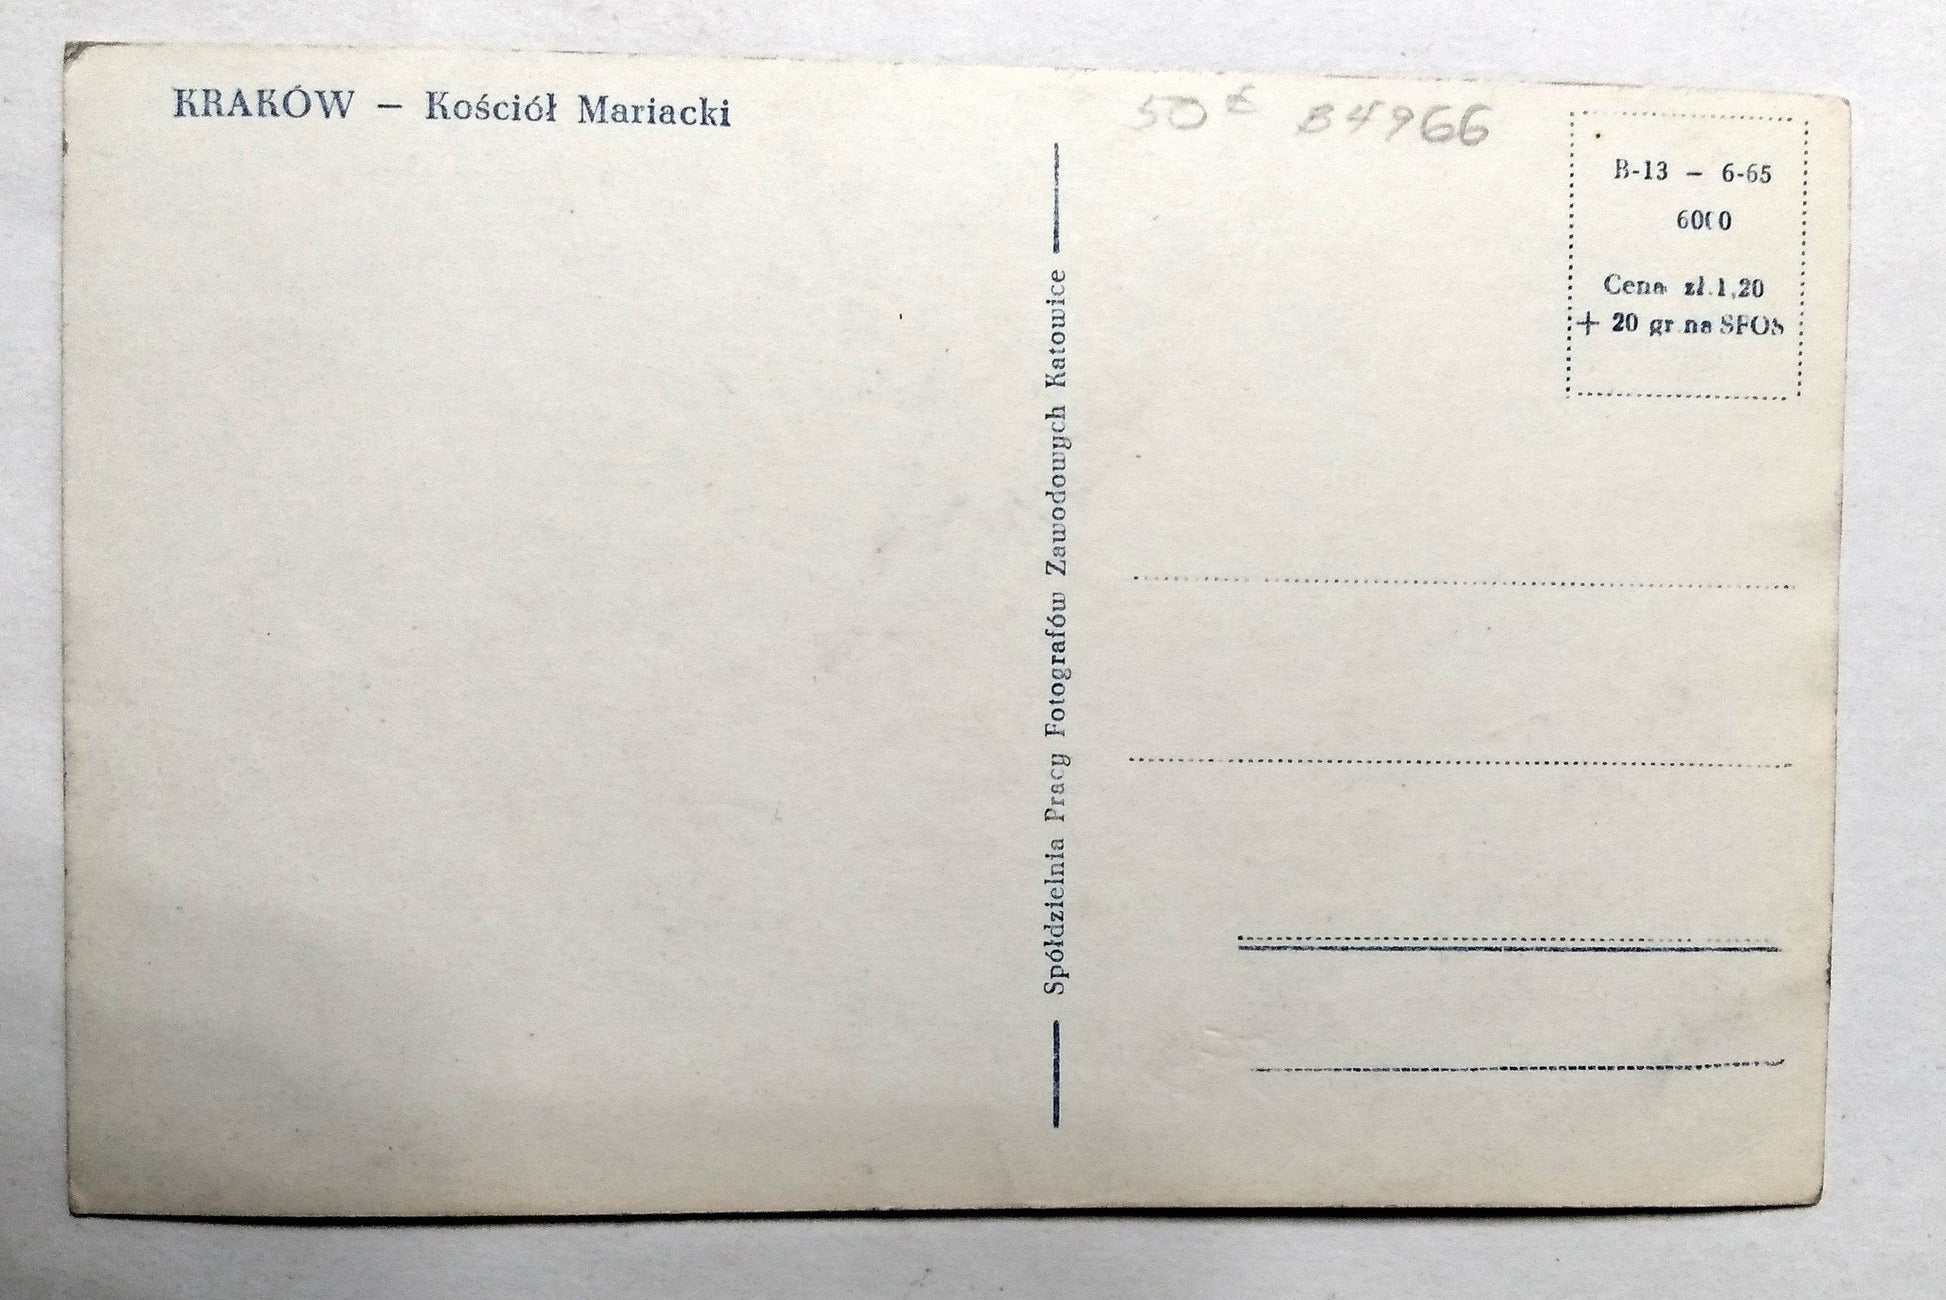 KRAKÓW – Kościół Mariacki
B4966
B-13 – 6-65
6000
Cena zł.1,20
+ 20 gr na SFOS
Spółdzielnia Pracy Fotografów Zawodowych Katowice